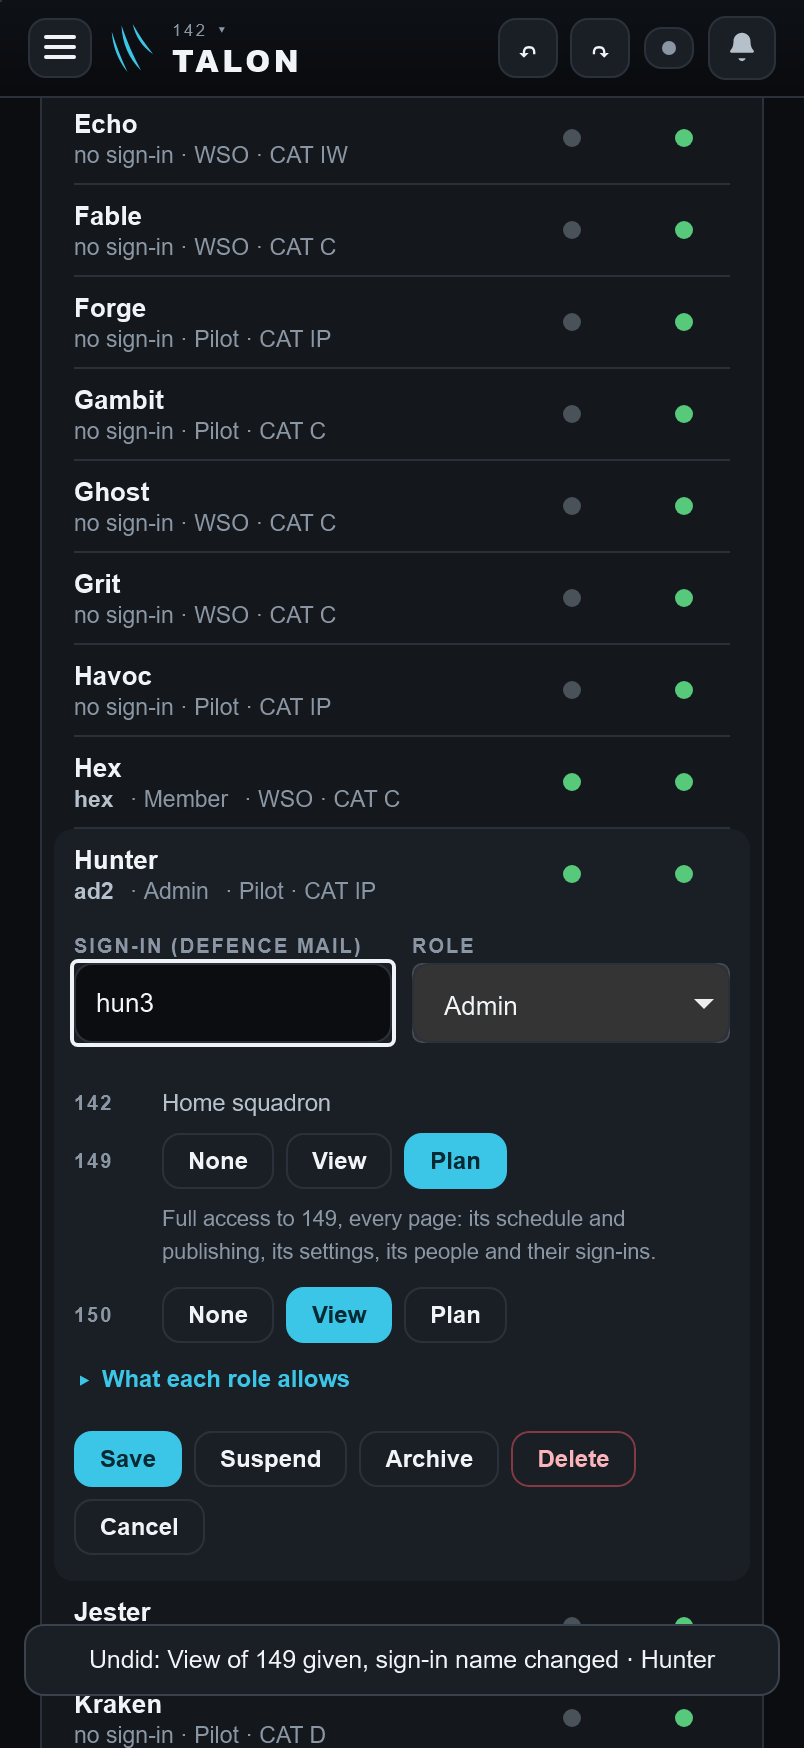 142 ▾
TALON
Echo
no sign-in · WSO · CAT IW
Fable
no sign-in · WSO · CAT C
Forge
no sign-in · Pilot · CAT IP
Gambit
no sign-in · Pilot · CAT C
Ghost
no sign-in · WSO · CAT C
Grit
no sign-in · WSO · CAT C
Havoc
no sign-in · Pilot · CAT IP
Hex
hex · Member · WSO · CAT C
Hunter
ad2 · Admin · Pilot · CAT IP
SIGN-IN (DEFENCE MAIL) ROLE
hun3 Admin
142 Home squadron
149 None View Plan
Full access to 149, every page: its schedule and
publishing, its settings, its people and their sign-ins.
150 None View Plan
▸ What each role allows
Save Suspend Archive Delete
Cancel
Jester
Undid: View of 149 given, sign-in name changed · Hunter
Kraken
no sign-in · Pilot · CAT D